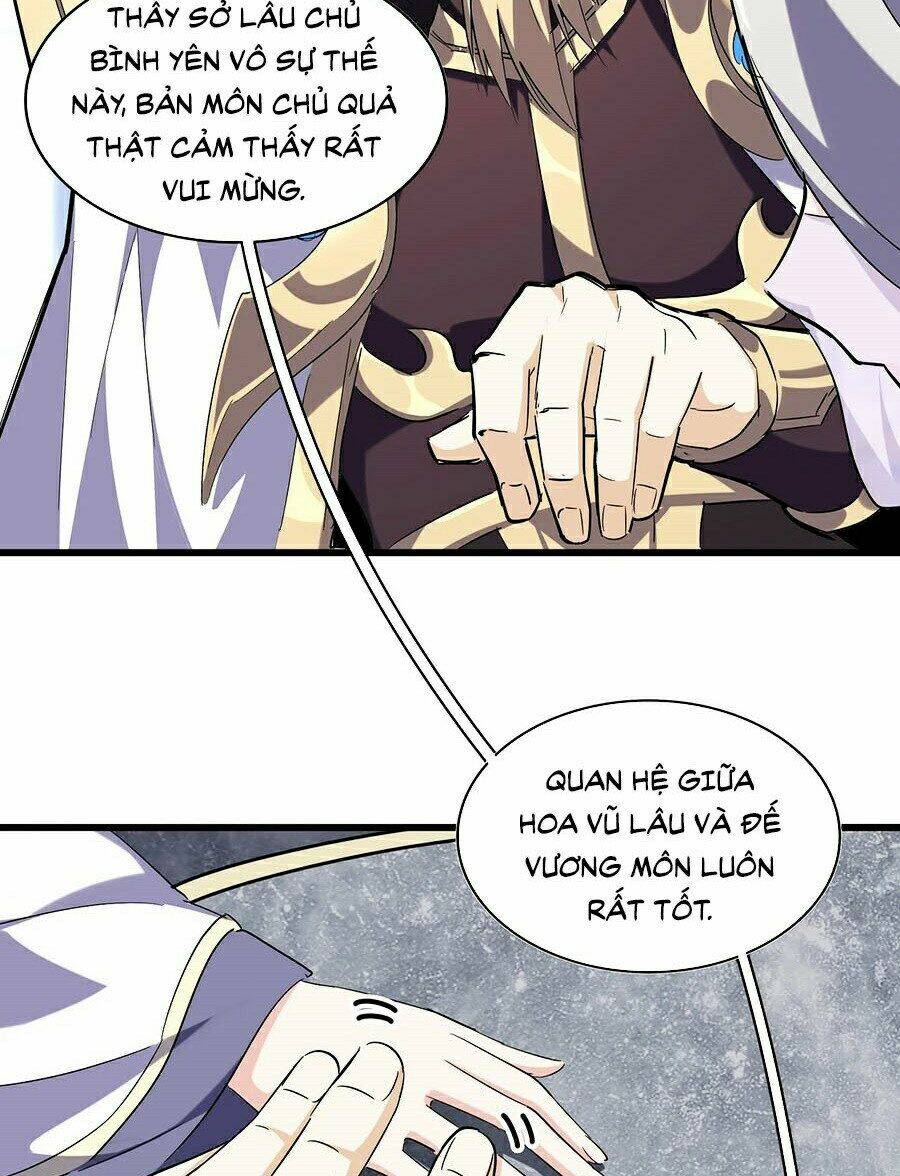 THẤY SỞ LÂU CHỦ
BÌNH YÊN VÔ SỰ THẾ
NÀY, BẢN MÔN CHỦ QUẢ
THẬT CẢM THẤY RẤT
VUI MỪNG.
QUAN HỆ GIỮA
HOA VŨ LÂU VÀ ĐẾ
VƯƠNG MÔN LUÔN
RẤT TỐT.